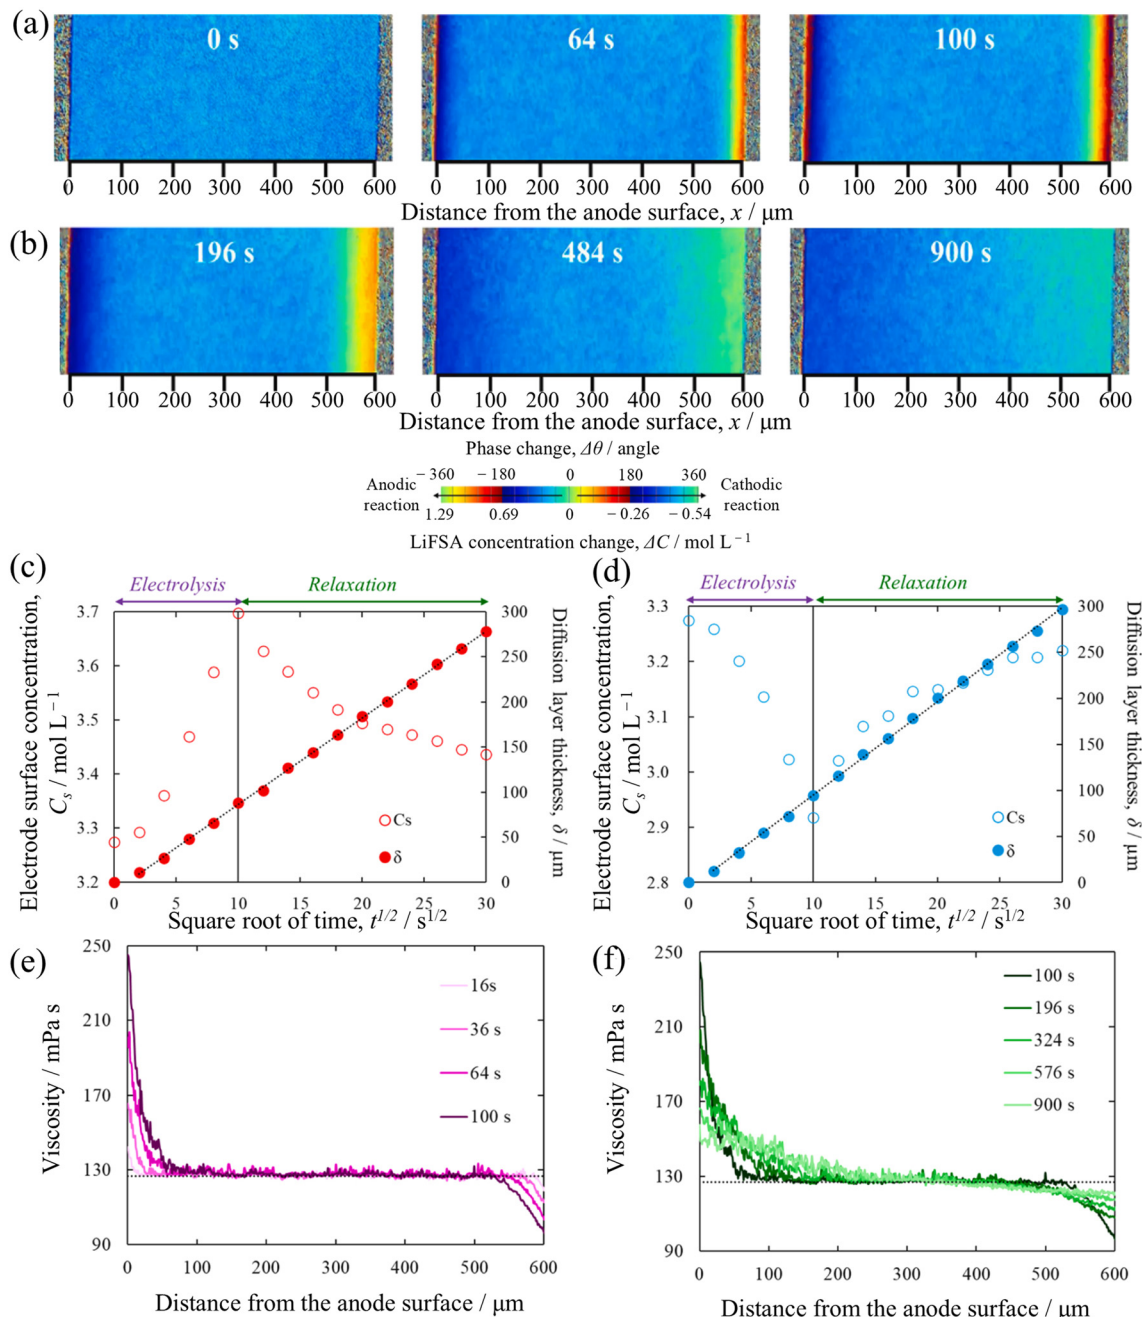 (a)
0 s
64 s
100 s
0 100 200 300 400 500 600
0 100 200 300 400 500 600
0 100 200 300 400 500 600
Distance from the anode surface, x / μm
(b)
196 s
484 s
900 s
0 100 200 300 400 500 600
0 100 200 300 400 500 600
0 100 200 300 400 500 600
Distance from the anode surface, x / μm
Phase change, Δθ / angle
−360 −180 0 180 360
Anodic reaction
Cathodic reaction
1.29 0.69 0 −0.26 −0.54
LiFSA concentration change, ΔC / mol L⁻¹
(c)
Electrolysis
Relaxation
Electrode surface concentration,
Cs / mol L⁻¹
3.7
3.6
3.5
3.4
3.3
3.2
300
250
200
150
100
50
0
Diffusion layer thickness, δ / μm
Cs
δ
0 5 10 15 20 25 30
Square root of time, t^1/2 / s^1/2
(d)
Electrolysis
Relaxation
Electrode surface concentration,
Cs / mol L⁻¹
3.3
3.2
3.1
3.0
2.9
2.8
300
250
200
150
100
50
0
Diffusion layer thickness, δ / μm
Cs
δ
0 5 10 15 20 25 30
Square root of time, t^1/2 / s^1/2
(e)
Viscosity / mPa s
250
210
170
130
90
16s
36 s
64 s
100 s
0 100 200 300 400 500 600
Distance from the anode surface / μm
(f)
Viscosity / mPa s
250
210
170
130
90
100 s
196 s
324 s
576 s
900 s
0 100 200 300 400 500 600
Distance from the anode surface / μm